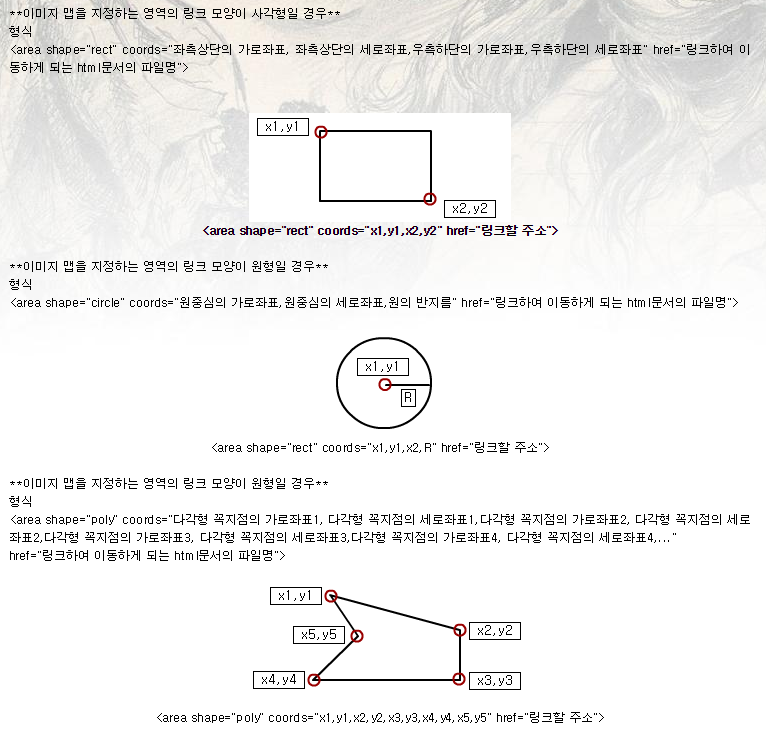 **이미지 맵을 지정하는 영역의 링크 모양이 사각형일 경우**
형식
<area shape="rect" coords="좌측상단의 가로좌표, 좌측상단의 세로좌표,우측하단의 가로좌표,우측하단의 세로좌표" href="링크하여 이
동하게 되는 html문서의 파일명">
x1,y1
x2,y2
<area shape="rect" coords="x1,y1,x2,y2" href="링크할 주소">
**이미지 맵을 지정하는 영역의 링크 모양이 원형일 경우**
형식
<area shape="circle" coords="원중심의 가로좌표,원중심의 세로좌표,원의 반지름" href="링크하여 이동하게 되는 html문서의 파일명">
x1,y1
R
<area shape="rect" coords="x1,y1,x2,R" href="링크할 주소">
**이미지 맵을 지정하는 영역의 링크 모양이 원형일 경우**
형식
<area shape="poly" coords="다각형 꼭지점의 가로좌표1, 다각형 꼭지점의 세로좌표1,다각형 꼭지점의 가로좌표2, 다각형 꼭지점의 세로
좌표2,다각형 꼭지점의 가로좌표3, 다각형 꼭지점의 세로좌표3,다각형 꼭지점의 가로좌표4, 다각형 꼭지점의 세로좌표4,..."
href="링크하여 이동하게 되는 html문서의 파일명">
x1,y1
x5,y5
x2,y2
x4,y4
x3,y3
<area shape="poly" coords="x1,y1,x2,y2,x3,y3,x4,y4,x5,y5" href="링크할 주소">